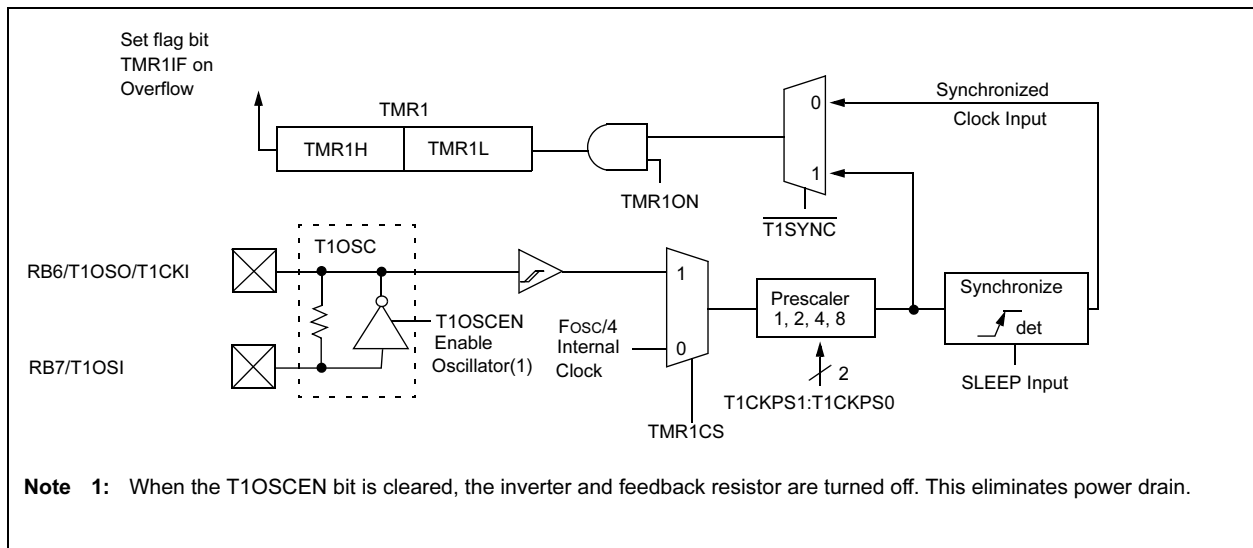 Set flag bit
TMR1IF on
Overflow
TMR1
TMR1H
TMR1L
TMR1ON
0
1
T1SYNC
Synchronized
Clock Input
RB6/T1OSO/T1CKI
RB7/T1OSI
T1OSC
T1OSCEN
Enable
Oscillator(1)
FOSC/4
Internal
Clock
1
0
TMR1CS
Prescaler
1, 2, 4, 8
2
T1CKPS1:T1CKPS0
Synchronize
det
SLEEP Input
Note 1: When the T1OSCEN bit is cleared, the inverter and feedback resistor are turned off. This eliminates power drain.